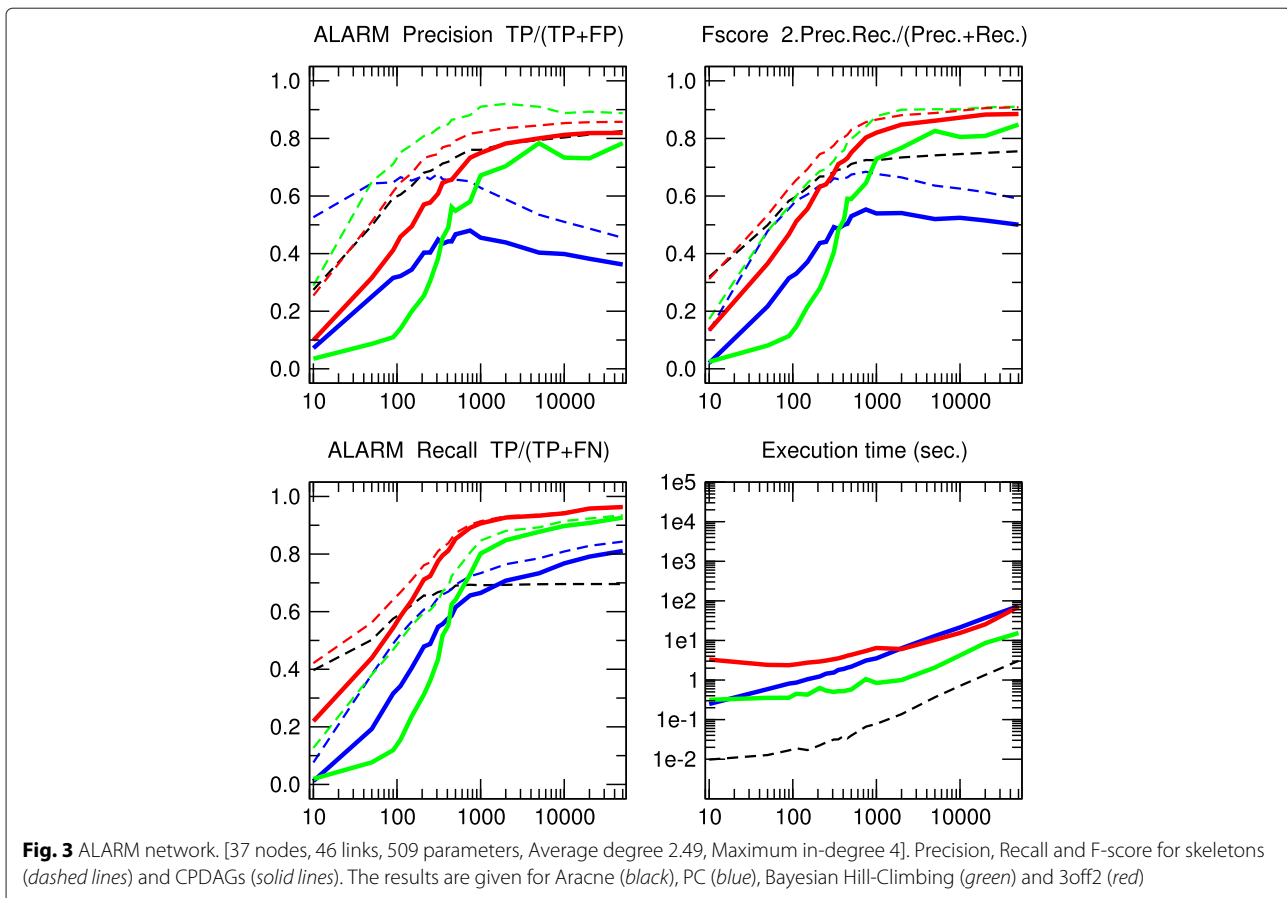 ALARM Precision TP/(TP+FP)
1.0
0.8
0.6
0.4
0.2
0.0
10 100 1000 10000
Fscore 2.Prec.Rec./(Prec.+Rec.)
1.0
0.8
0.6
0.4
0.2
0.0
10 100 1000 10000
ALARM Recall TP/(TP+FN)
1.0
0.8
0.6
0.4
0.2
0.0
10 100 1000 10000
Execution time (sec.)
1e5
1e4
1e3
1e2
1e1
1
1e-1
1e-2
10 100 1000 10000
Fig. 3 ALARM network. [37 nodes, 46 links, 509 parameters, Average degree 2.49, Maximum in-degree 4]. Precision, Recall and F-score for skeletons
(dashed lines) and CPDAGs (solid lines). The results are given for Aracne (black), PC (blue), Bayesian Hill-Climbing (green) and 3off2 (red)